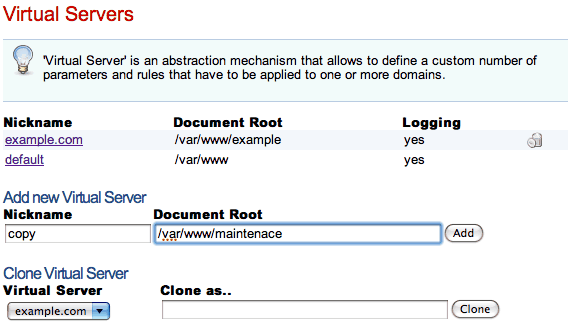 Virtual Servers
'Virtual Server' is an abstraction mechanism that allows to define a custom number of
parameters and rules that have to be applied to one or more domains.
Nickname Document Root Logging
example.com /var/www/example yes
default /var/www yes
Add new Virtual Server
Nickname Document Root
copy /var/www/maintenace Add
Clone Virtual Server
Virtual Server Clone as..
example.com Clone